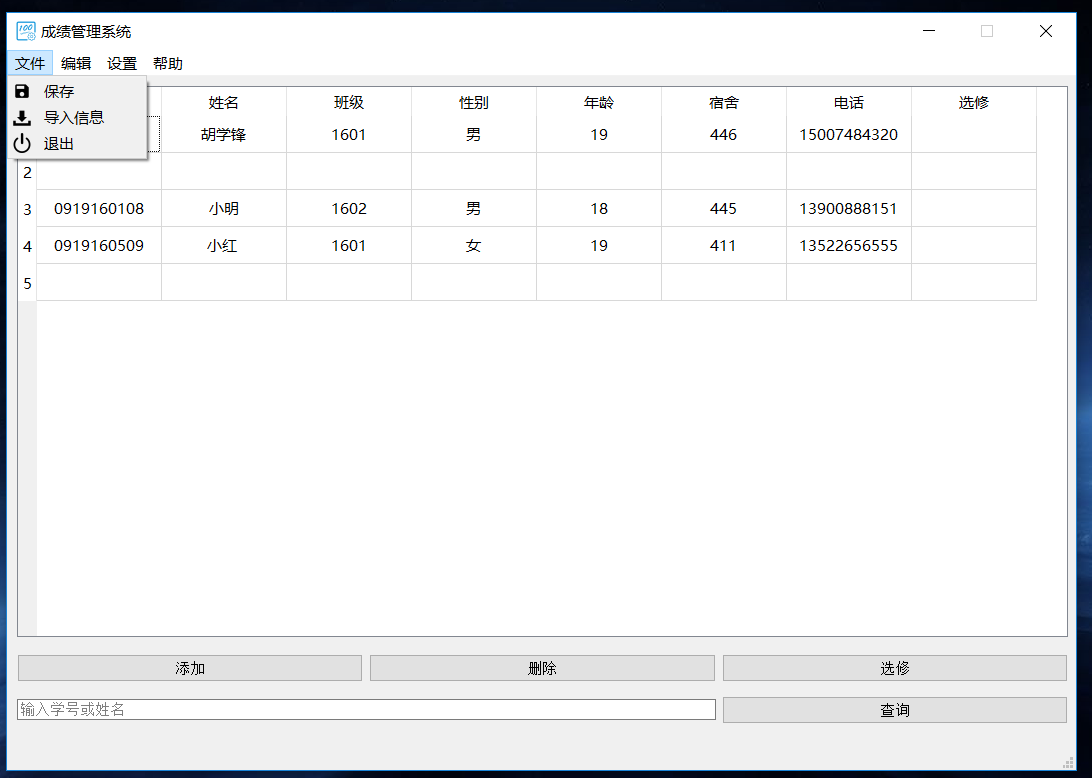 成绩管理系统
文件 编辑 设置 帮助
保存
导入信息
退出
姓名 班级 性别 年龄 宿舍 电话 选修
胡学锋 1601 男 19 446 15007484320
2
3 0919160108 小明 1602 男 18 445 13900888151
4 0919160509 小红 1601 女 19 411 13522656555
5
添加 删除 选修
输入学号或姓名 查询